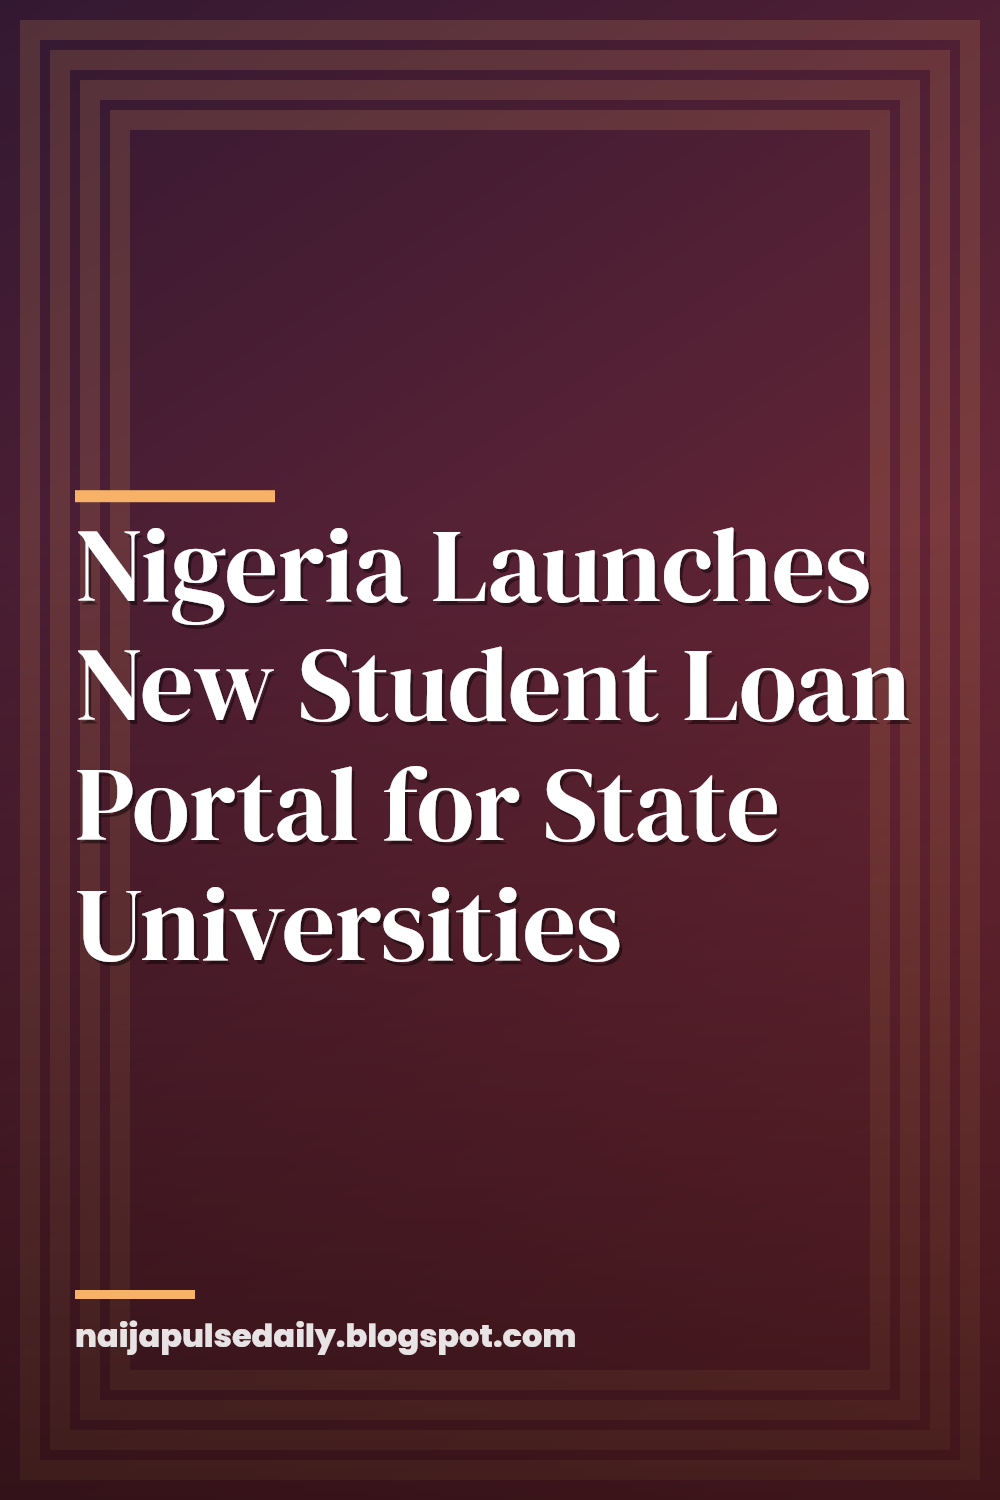 Nigeria Launches
New Student Loan
Portal for State
Universities
naijapulsedaily.blogspot.com